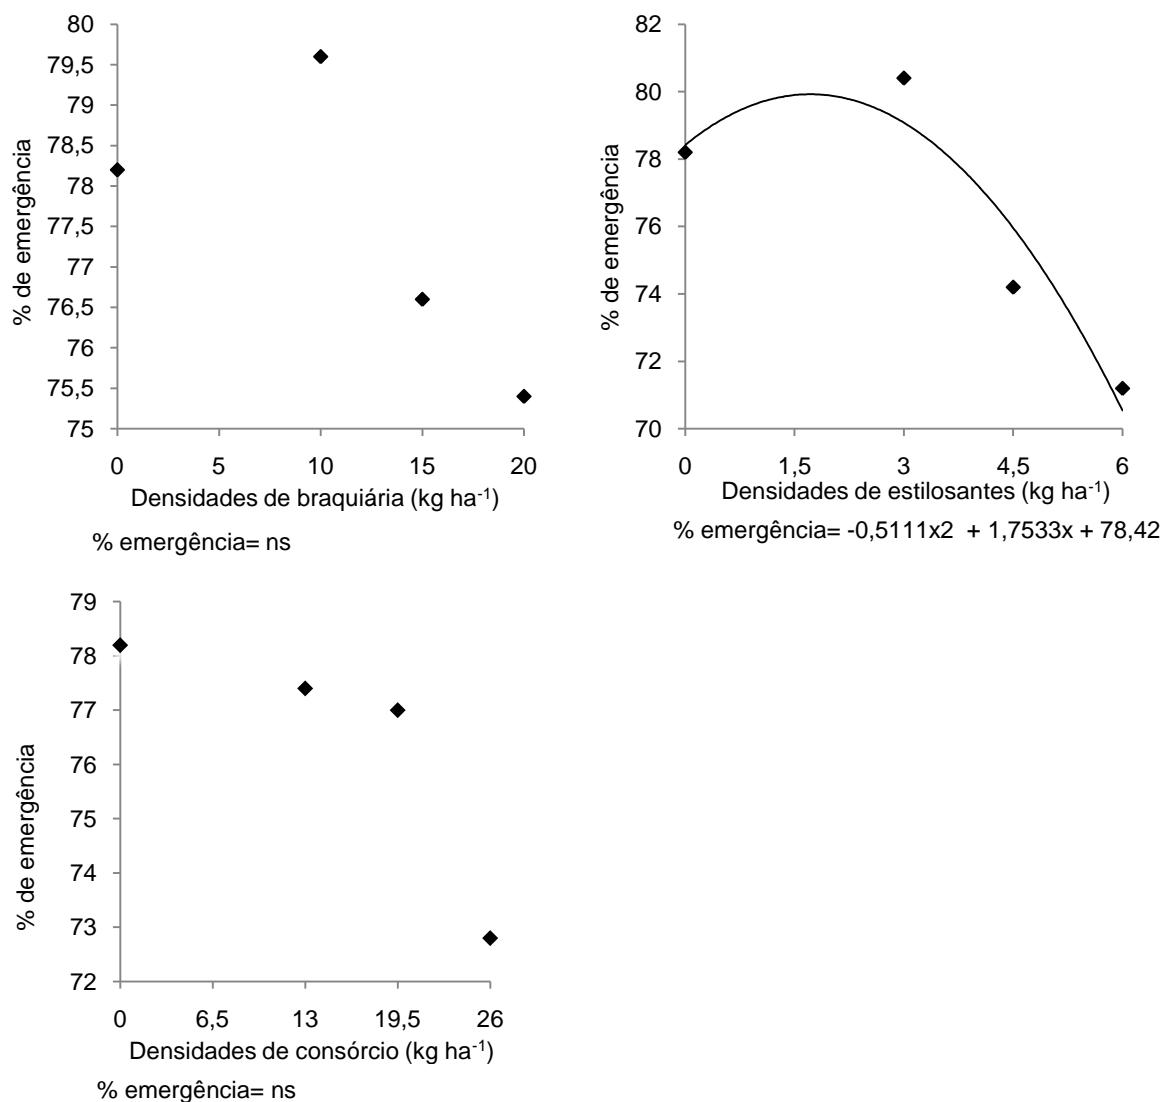 80
79,5
79
78,5
78
77,5
77
76,5
76
75,5
75
% de emergência
0 5 10 15 20
Densidades de braquiária (kg ha-1)
% emergência= ns
82
80
78
76
74
72
70
% de emergência
0 1,5 3 4,5 6
Densidades de estilosantes (kg ha-1)
% emergência= -0,5111x2 + 1,7533x + 78,42
79
78
77
76
75
74
73
72
% de emergência
0 6,5 13 19,5 26
Densidades de consórcio (kg ha-1)
% emergência= ns